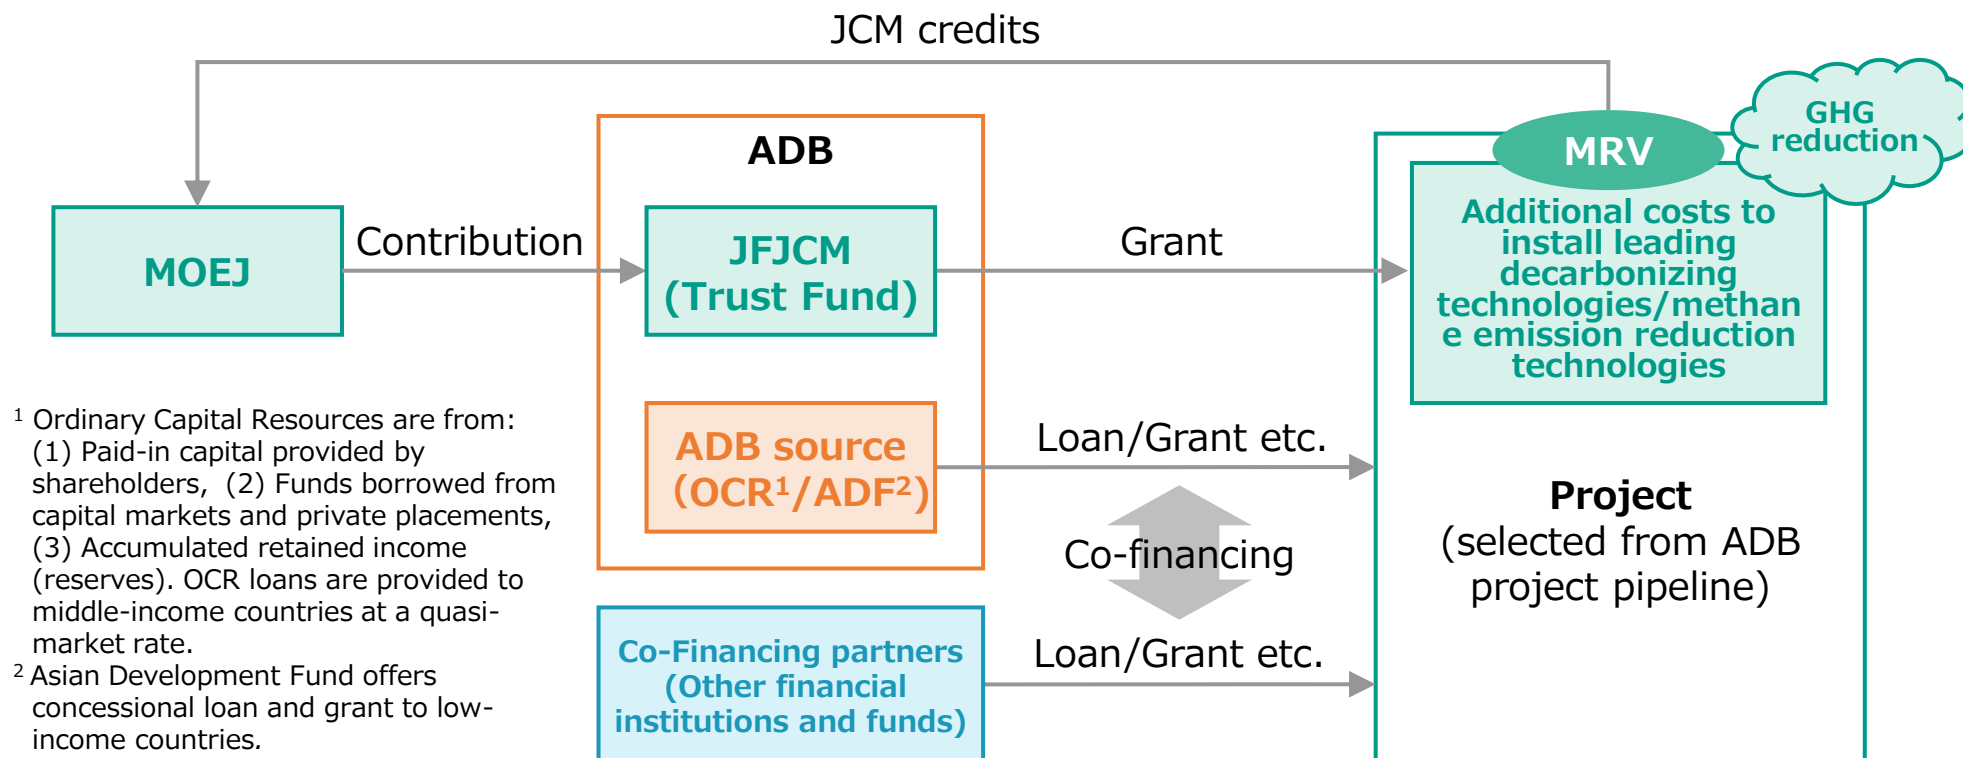 JCM credits
MOEJ
Contribution
ADB
JFJCM
(Trust Fund)
Grant
MRV
GHG
reduction
Additional costs to
install leading
decarbonizing
technologies/methan
e emission reduction
technologies
ADB source
(OCR¹/ADF²)
Loan/Grant etc.
Co-financing
Project
(selected from ADB
project pipeline)
Co-Financing partners
(Other financial
institutions and funds)
Loan/Grant etc.
¹ Ordinary Capital Resources are from:
(1) Paid-in capital provided by
shareholders, (2) Funds borrowed from
capital markets and private placements,
(3) Accumulated retained income
(reserves). OCR loans are provided to
middle-income countries at a quasi-
market rate.
² Asian Development Fund offers
concessional loan and grant to low-
income countries.